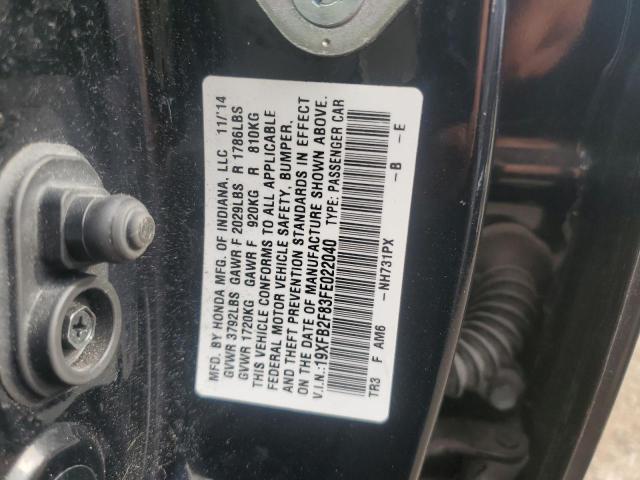 MFD. BY HONDA MFG. OF INDIANA, LLC 11/'14
GVWR 3792LBS GAWR F 2029LBS R 1786LBS
GVWR 1720KG GAWR F 920KG R 810KG
THIS VEHICLE CONFORMS TO ALL APPLICABLE
FEDERAL MOTOR VEHICLE SAFETY, BUMPER,
AND THEFT PREVENTION STANDARDS IN EFFECT
ON THE DATE OF MANUFACTURE SHOWN ABOVE.
V.I.N.:19XFB2F83FE022040 TYPE: PASSENGER CAR
-NH731PX -B -E
TR3 F AM6